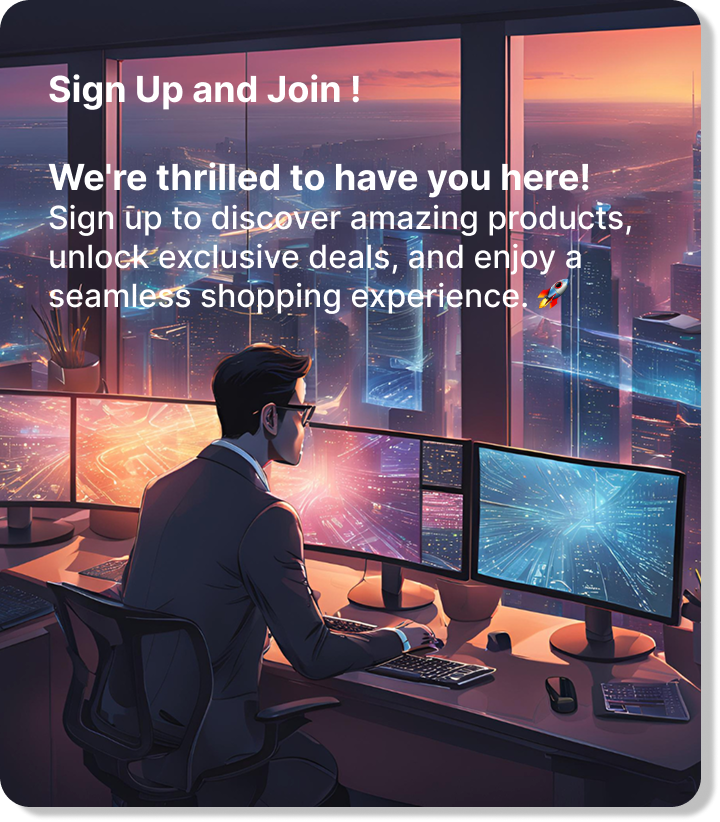 Sign Up and Join !
We're thrilled to have you here!
Sign up to discover amazing products,
unlock exclusive deals, and enjoy a
seamless shopping experience. 🚀